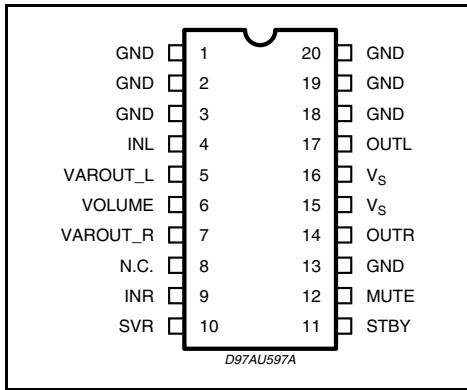 GND 1 20 GND
GND 2 19 GND
GND 3 18 GND
INL 4 17 OUTL
VAROUT_L 5 16 VS
VOLUME 6 15 VS
VAROUT_R 7 14 OUTR
N.C. 8 13 GND
INR 9 12 MUTE
SVR 10 11 STBY
D97AU597A